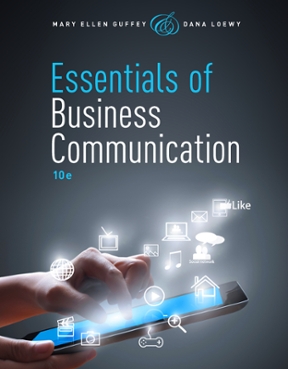 MARY ELLEN GUFFEY & DANA LOEWY
Essentials of
Business
Communication
10e
#Like